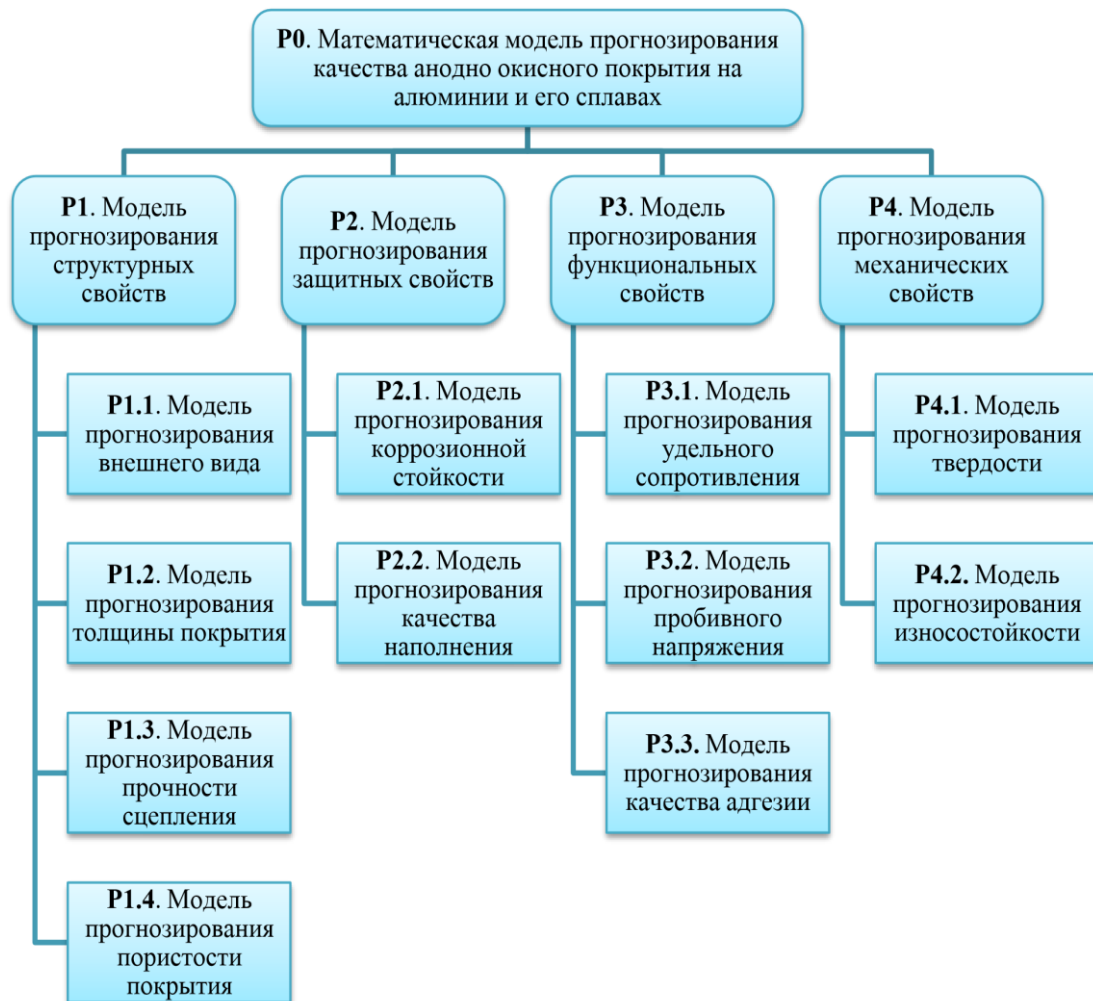 P0. Математическая модель прогнозирования
качества анодно окисного покрытия на
алюминии и его сплавах
P1. Модель
прогнозирования
структурных
свойств
P2. Модель
прогнозирования
защитных свойств
P3. Модель
прогнозирования
функциональных
свойств
P4. Модель
прогнозирования
механических
свойств
P1.1. Модель
прогнозирования
внешнего вида
P2.1. Модель
прогнозирования
коррозионной
стойкости
P3.1. Модель
прогнозирования
удельного
сопротивления
P4.1. Модель
прогнозирования
твердости
P1.2. Модель
прогнозирования
толщины покрытия
P2.2. Модель
прогнозирования
качества
наполнения
P3.2. Модель
прогнозирования
пробивного
напряжения
P4.2. Модель
прогнозирования
износостойкости
P1.3. Модель
прогнозирования
прочности
сцепления
P3.3. Модель
прогнозирования
качества адгезии
P1.4. Модель
прогнозирования
пористости
покрытия